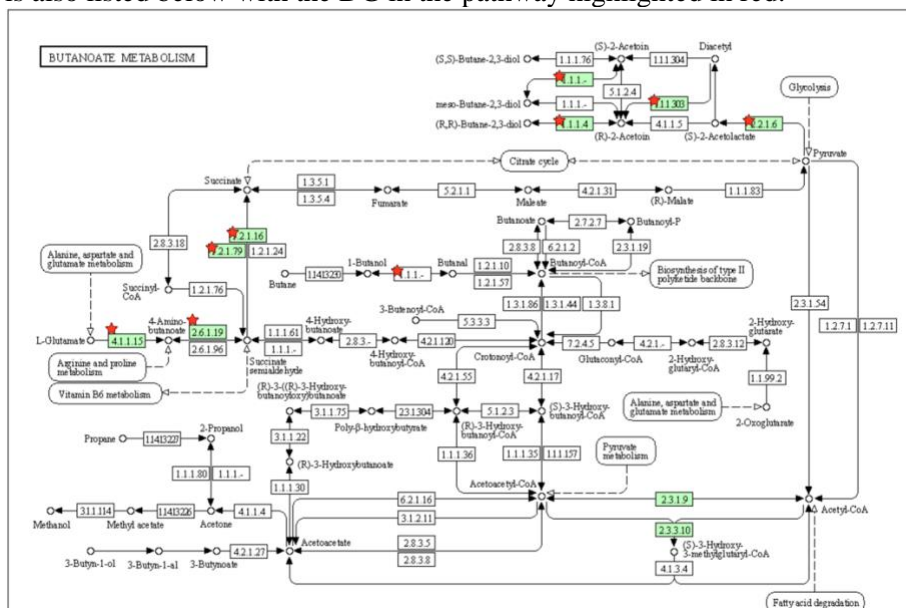 is also listed below with the DG in the pathway highlighted in red.
BUTANOATE METABOLISM
(S)-2-Acetoin
Diacetyl
(S,S)-Butane-2,3-diol
1.1.1.76
1.1.1.304
Glycolysis
1.1.1.-
5.1.2.4
meso-Butane-2,3-diol
1.1.1.-
1.1.1.303
(R,R)-Butane-2,3-diol
1.1.1.4
4.1.1.5
2.2.1.6
(R)-2-Acetoin
(S)-2-Acetolactate
Citrate cycle
Pyruvate
Succinate
1.3.5.1
1.3.5.4
Fumarate
5.2.1.1
Maleate
4.2.1.31
(R)-Malate
1.1.1.83
2.8.3.18
1.2.1.16
1.2.1.79
1.2.1.24
Butanoate
2.7.2.7
Butanoyl-P
2.8.3.8
6.2.1.2
2.3.1.19
Alanine, aspartate and
glutamate metabolism
1-Butanol
Butanal
1.2.1.10
1.2.1.57
Butanoyl-CoA
Butane
1.14.13.230
1.1.1.-
Biosynthesis of type II
polyketide backbone
Succinyl-
CoA
1.2.1.76
1.3.1.86
1.3.1.44
1.3.8.1
3-Butenoyl-CoA
5.3.3.3
2.3.1.54
1.2.7.1
1.2.7.11
L-Glutamate
4.1.1.15
4-Amino-
butanoate
2.6.1.19
2.6.1.96
Succinate
semialdehyde
1.1.1.61
1.1.1.-
4-Hydroxy-
butanoate
2.8.3.-
4-Hydroxy-
butanoyl-CoA
4.2.1.120
Crotonoyl-CoA
7.2.4.5
Glutaconyl-CoA
4.2.1.-
2-Hydroxy-
glutaryl-CoA
2.8.3.12
2-Hydroxy-
glutarate
Arginine and proline
metabolism
Vitamin B6 metabolism
1.1.99.2
4.2.1.55
4.2.1.17
(R)-3-((R)-3-Hydroxy-
butanoyloxy)butanoate
3.1.1.75
Poly-β-hydroxybutyrate
2.3.1.304
(R)-3-Hydroxy-
butanoyl-CoA
5.1.2.3
(S)-3-Hydroxy-
butanoyl-CoA
Alanine, aspartate and
glutamate metabolism
2-Oxoglutarate
Propane
1.14.13.227
2-Propanol
3.1.1.22
(R)-3-Hydroxybutanoate
1.1.1.36
1.1.1.35
1.1.1.157
Pyruvate
metabolism
1.1.1.80
1.1.1.-
1.1.1.30
Acetoacetyl-CoA
6.2.1.16
2.3.1.9
Acetyl-CoA
Methanol
3.1.1.114
Methyl acetate
1.14.13.226
Acetone
4.1.1.4
3.1.2.11
2.3.3.10
3-Butyn-1-ol
3-Butyn-1-al
3-Butynoate
4.2.1.27
Acetoacetate
2.8.3.5
2.8.3.8
(S)-3-Hydroxy-
3-methylglutaryl-CoA
4.1.3.4
Fatty acid degradation